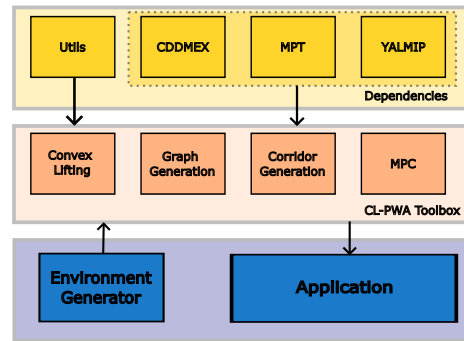 Utils
CDDMEX
MPT
YALMIP
Dependencies
Convex
Lifting
Graph
Generation
Corridor
Generation
MPC
CL-PWA Toolbox
Environment
Generator
Application